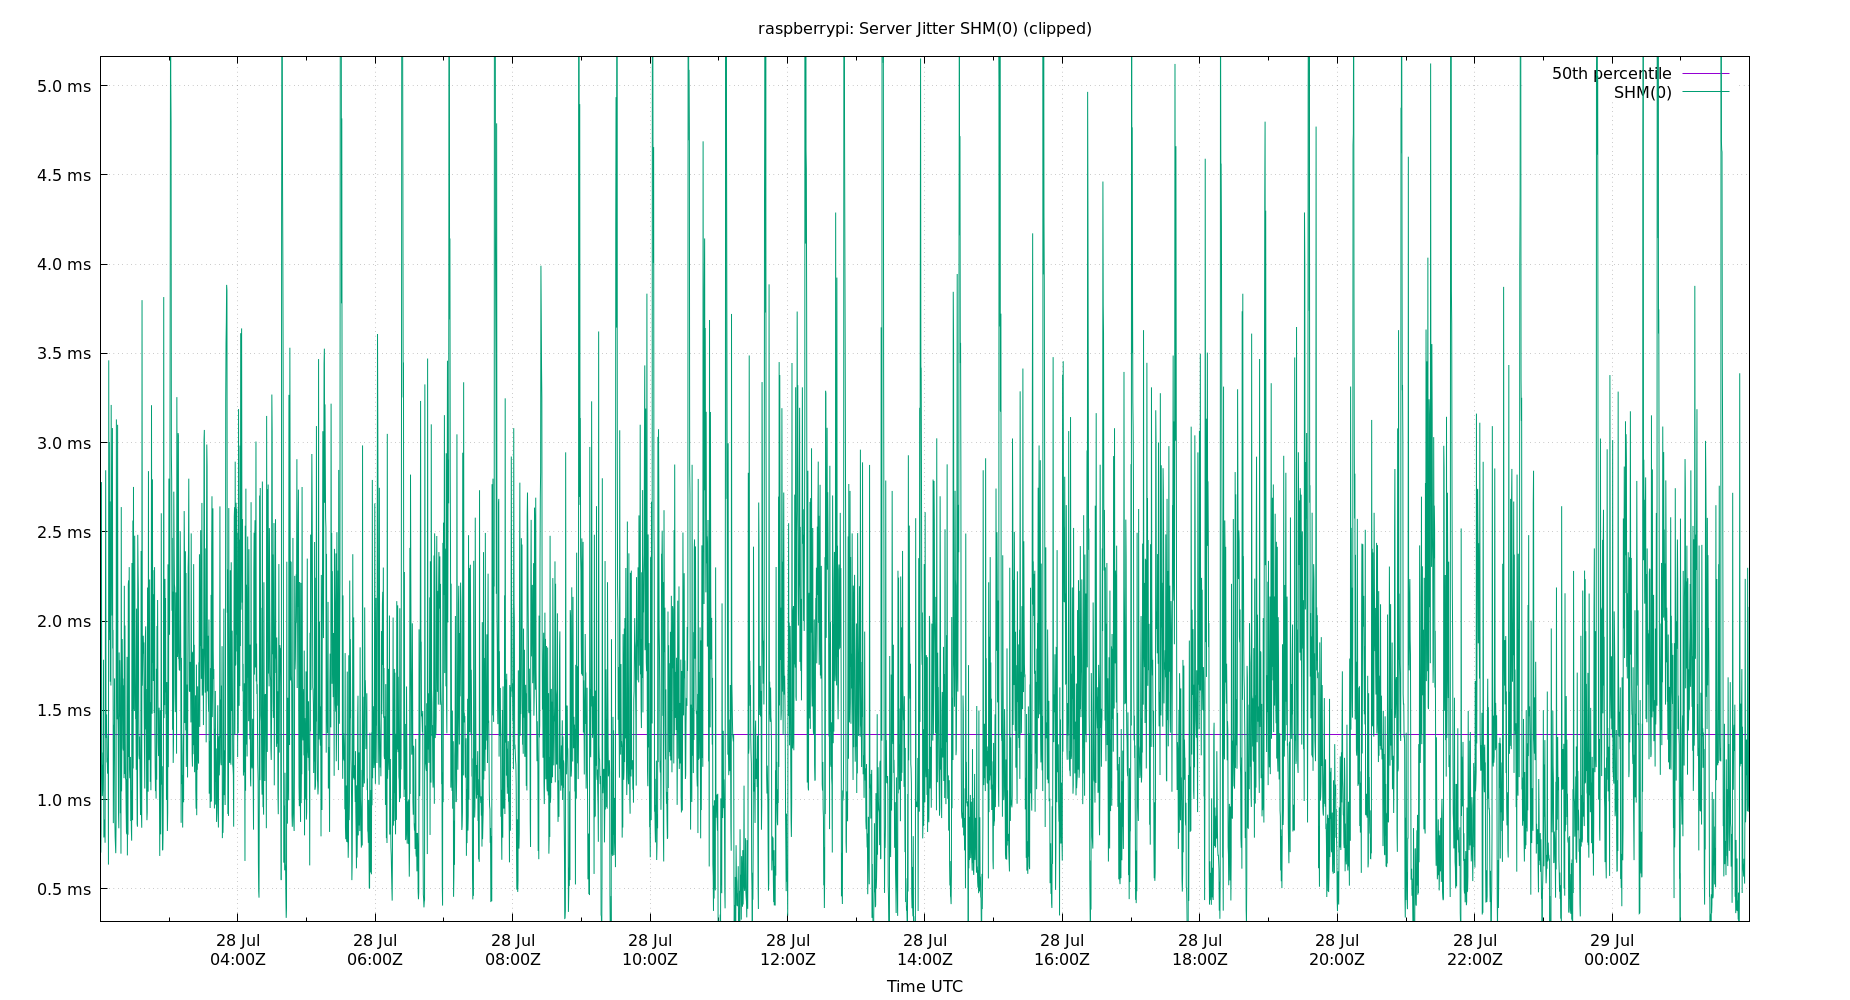 raspberrypi: Server Jitter SHM(0) (clipped)
50th percentile
SHM(0)
5.0 ms
4.5 ms
4.0 ms
3.5 ms
3.0 ms
2.5 ms
2.0 ms
1.5 ms
1.0 ms
0.5 ms
28 Jul 28 Jul 28 Jul 28 Jul 28 Jul 28 Jul 28 Jul 28 Jul 28 Jul 28 Jul 29 Jul
04:00Z 06:00Z 08:00Z 10:00Z 12:00Z 14:00Z 16:00Z 18:00Z 20:00Z 22:00Z 00:00Z
Time UTC